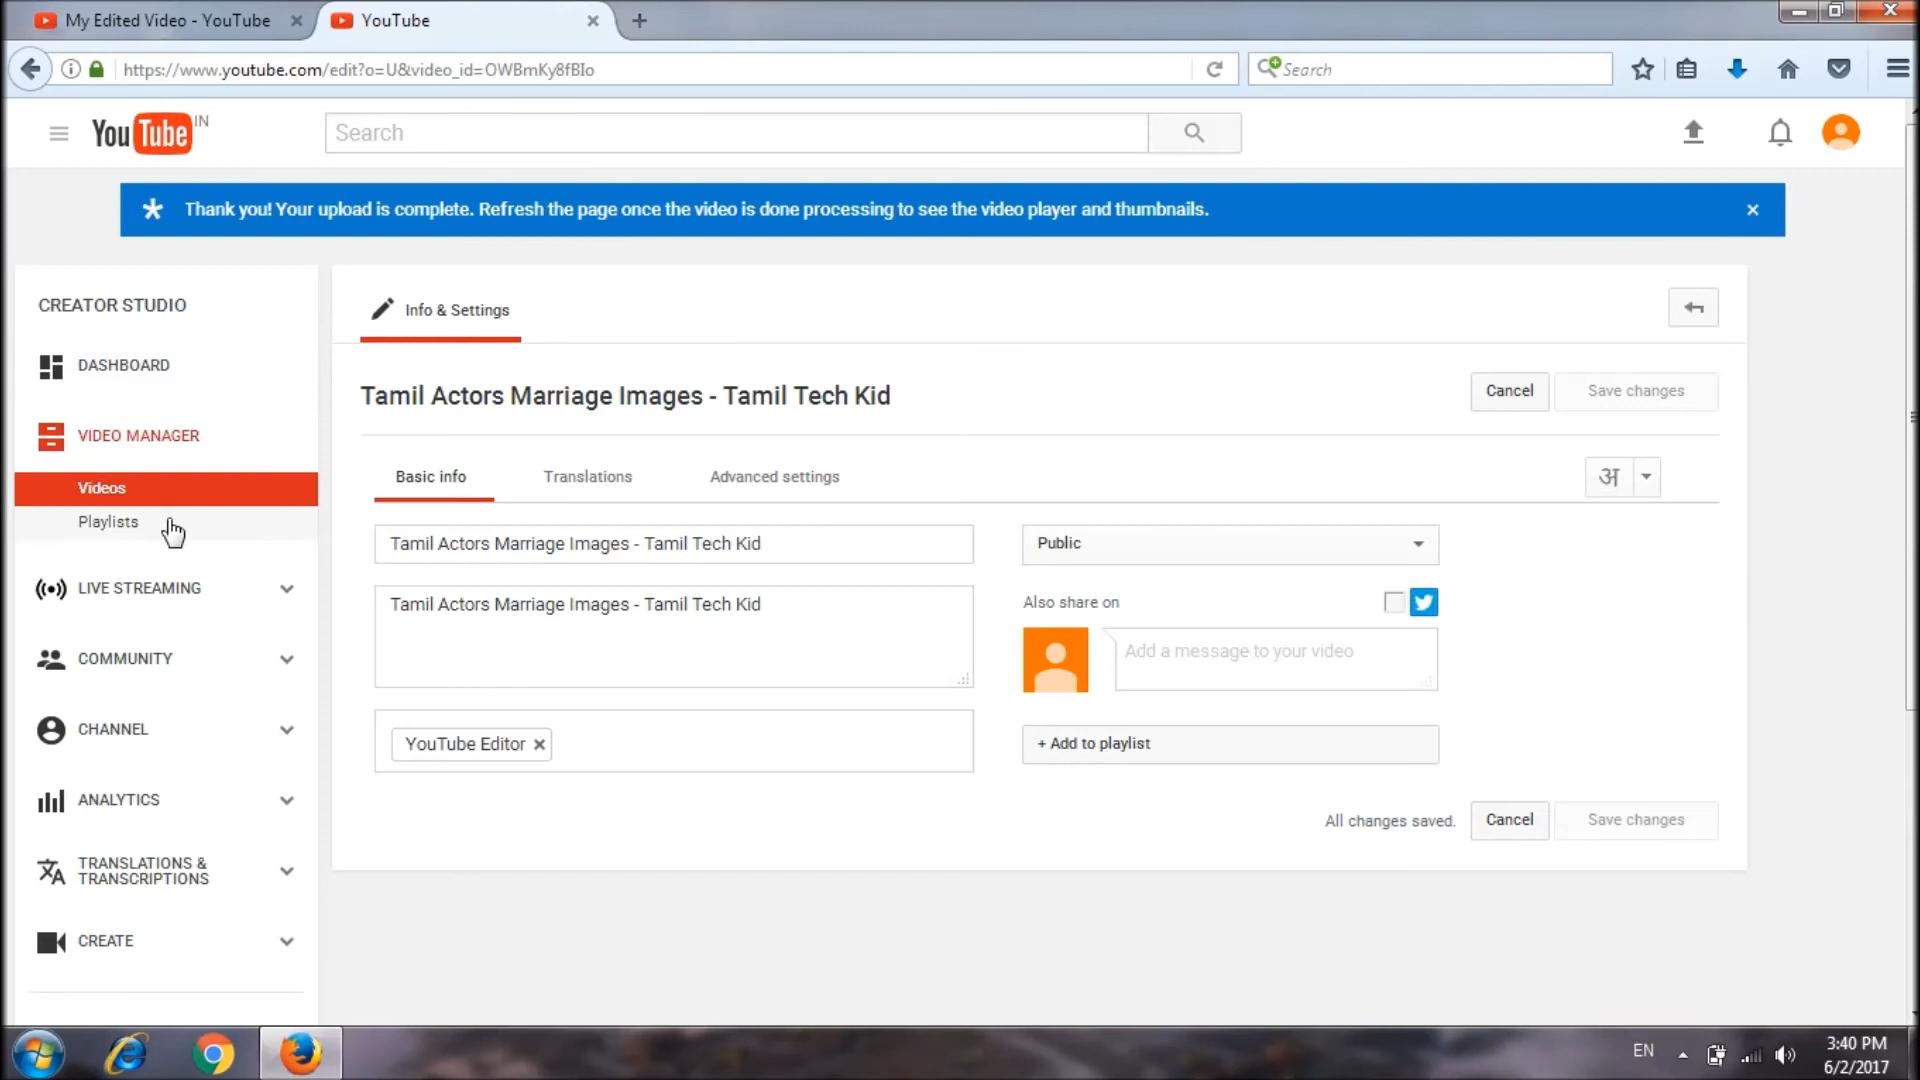 My Edited Video - YouTube
YouTube
https://www.youtube.com/edit?o=U&video_id=OWBmKy8fBIo
Search
YouTube IN
Search
Thank you! Your upload is complete. Refresh the page once the video is done processing to see the video player and thumbnails.
CREATOR STUDIO
Info & Settings
DASHBOARD
Tamil Actors Marriage Images - Tamil Tech Kid
Cancel
Save changes
VIDEO MANAGER
Basic info
Translations
Advanced settings
अ
Videos
Playlists
Tamil Actors Marriage Images - Tamil Tech Kid
Public
LIVE STREAMING
Tamil Actors Marriage Images - Tamil Tech Kid
Also share on
Add a message to your video
COMMUNITY
CHANNEL
YouTube Editor
+ Add to playlist
ANALYTICS
All changes saved.
Cancel
Save changes
TRANSLATIONS &
TRANSCRIPTIONS
CREATE
EN
3:40 PM
6/2/2017